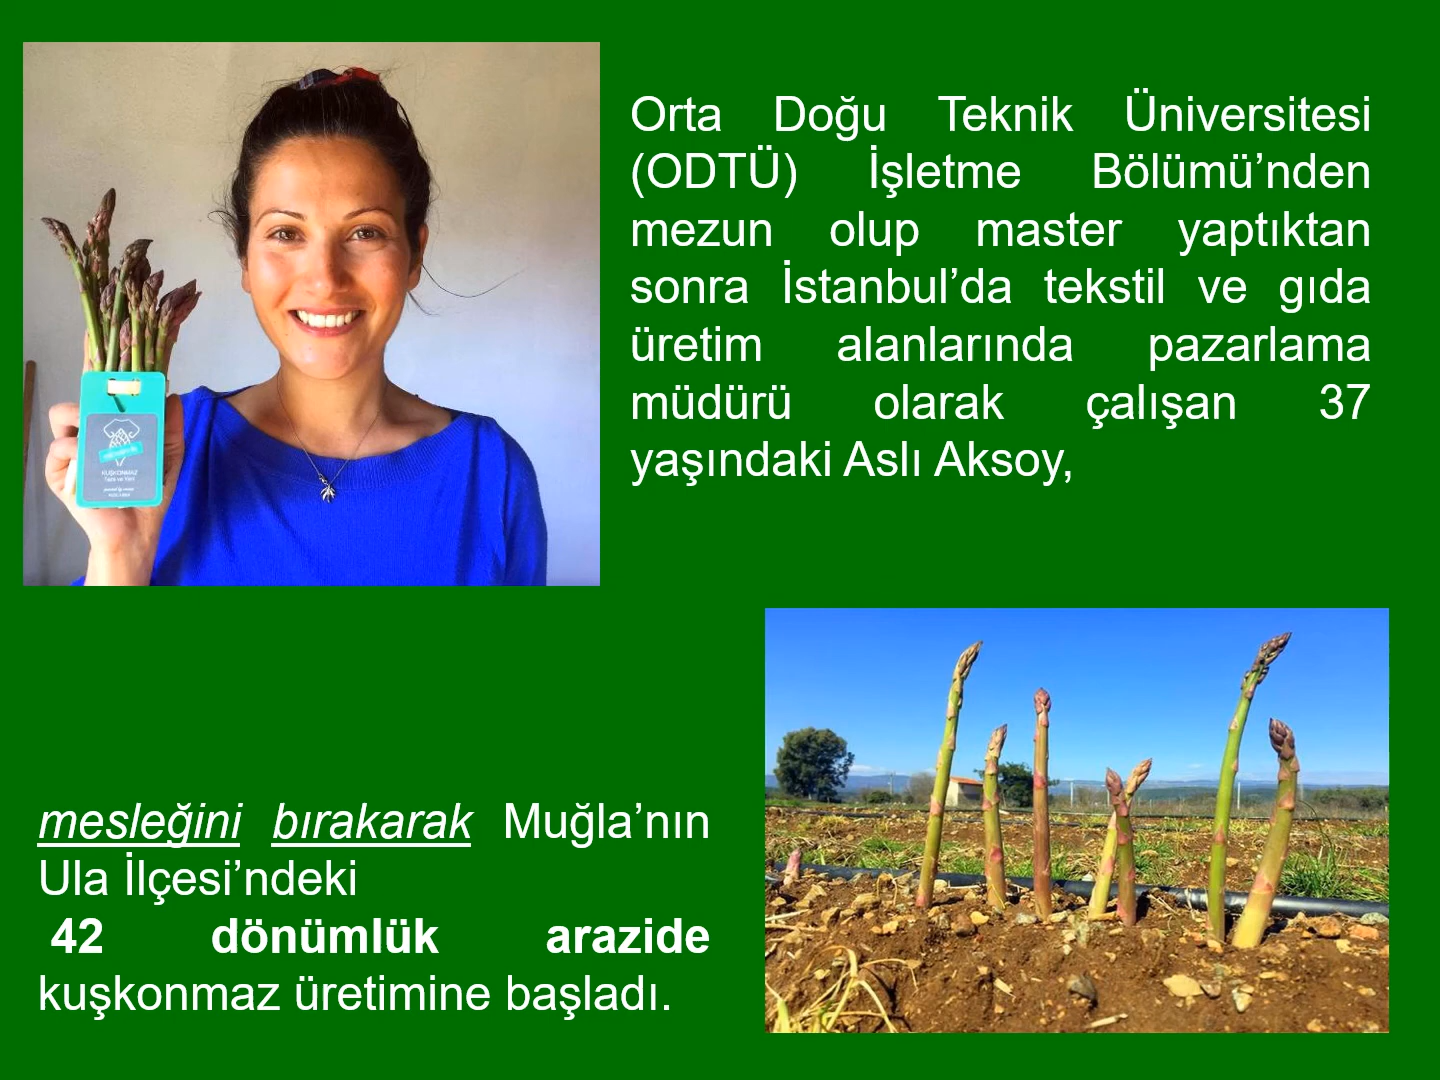 Orta Doğu Teknik Üniversitesi
(ODTÜ) İşletme Bölümü’nden
mezun olup master yaptıktan
sonra İstanbul’da tekstil ve gıda
üretim alanlarında pazarlama
müdürü olarak çalışan 37
yaşındaki Aslı Aksoy,
KUŞKONMAZ
mesleğini bırakarak Muğla’nın
Ula İlçesi’ndeki
42 dönümlük arazide
kuşkonmaz üretimine başladı.